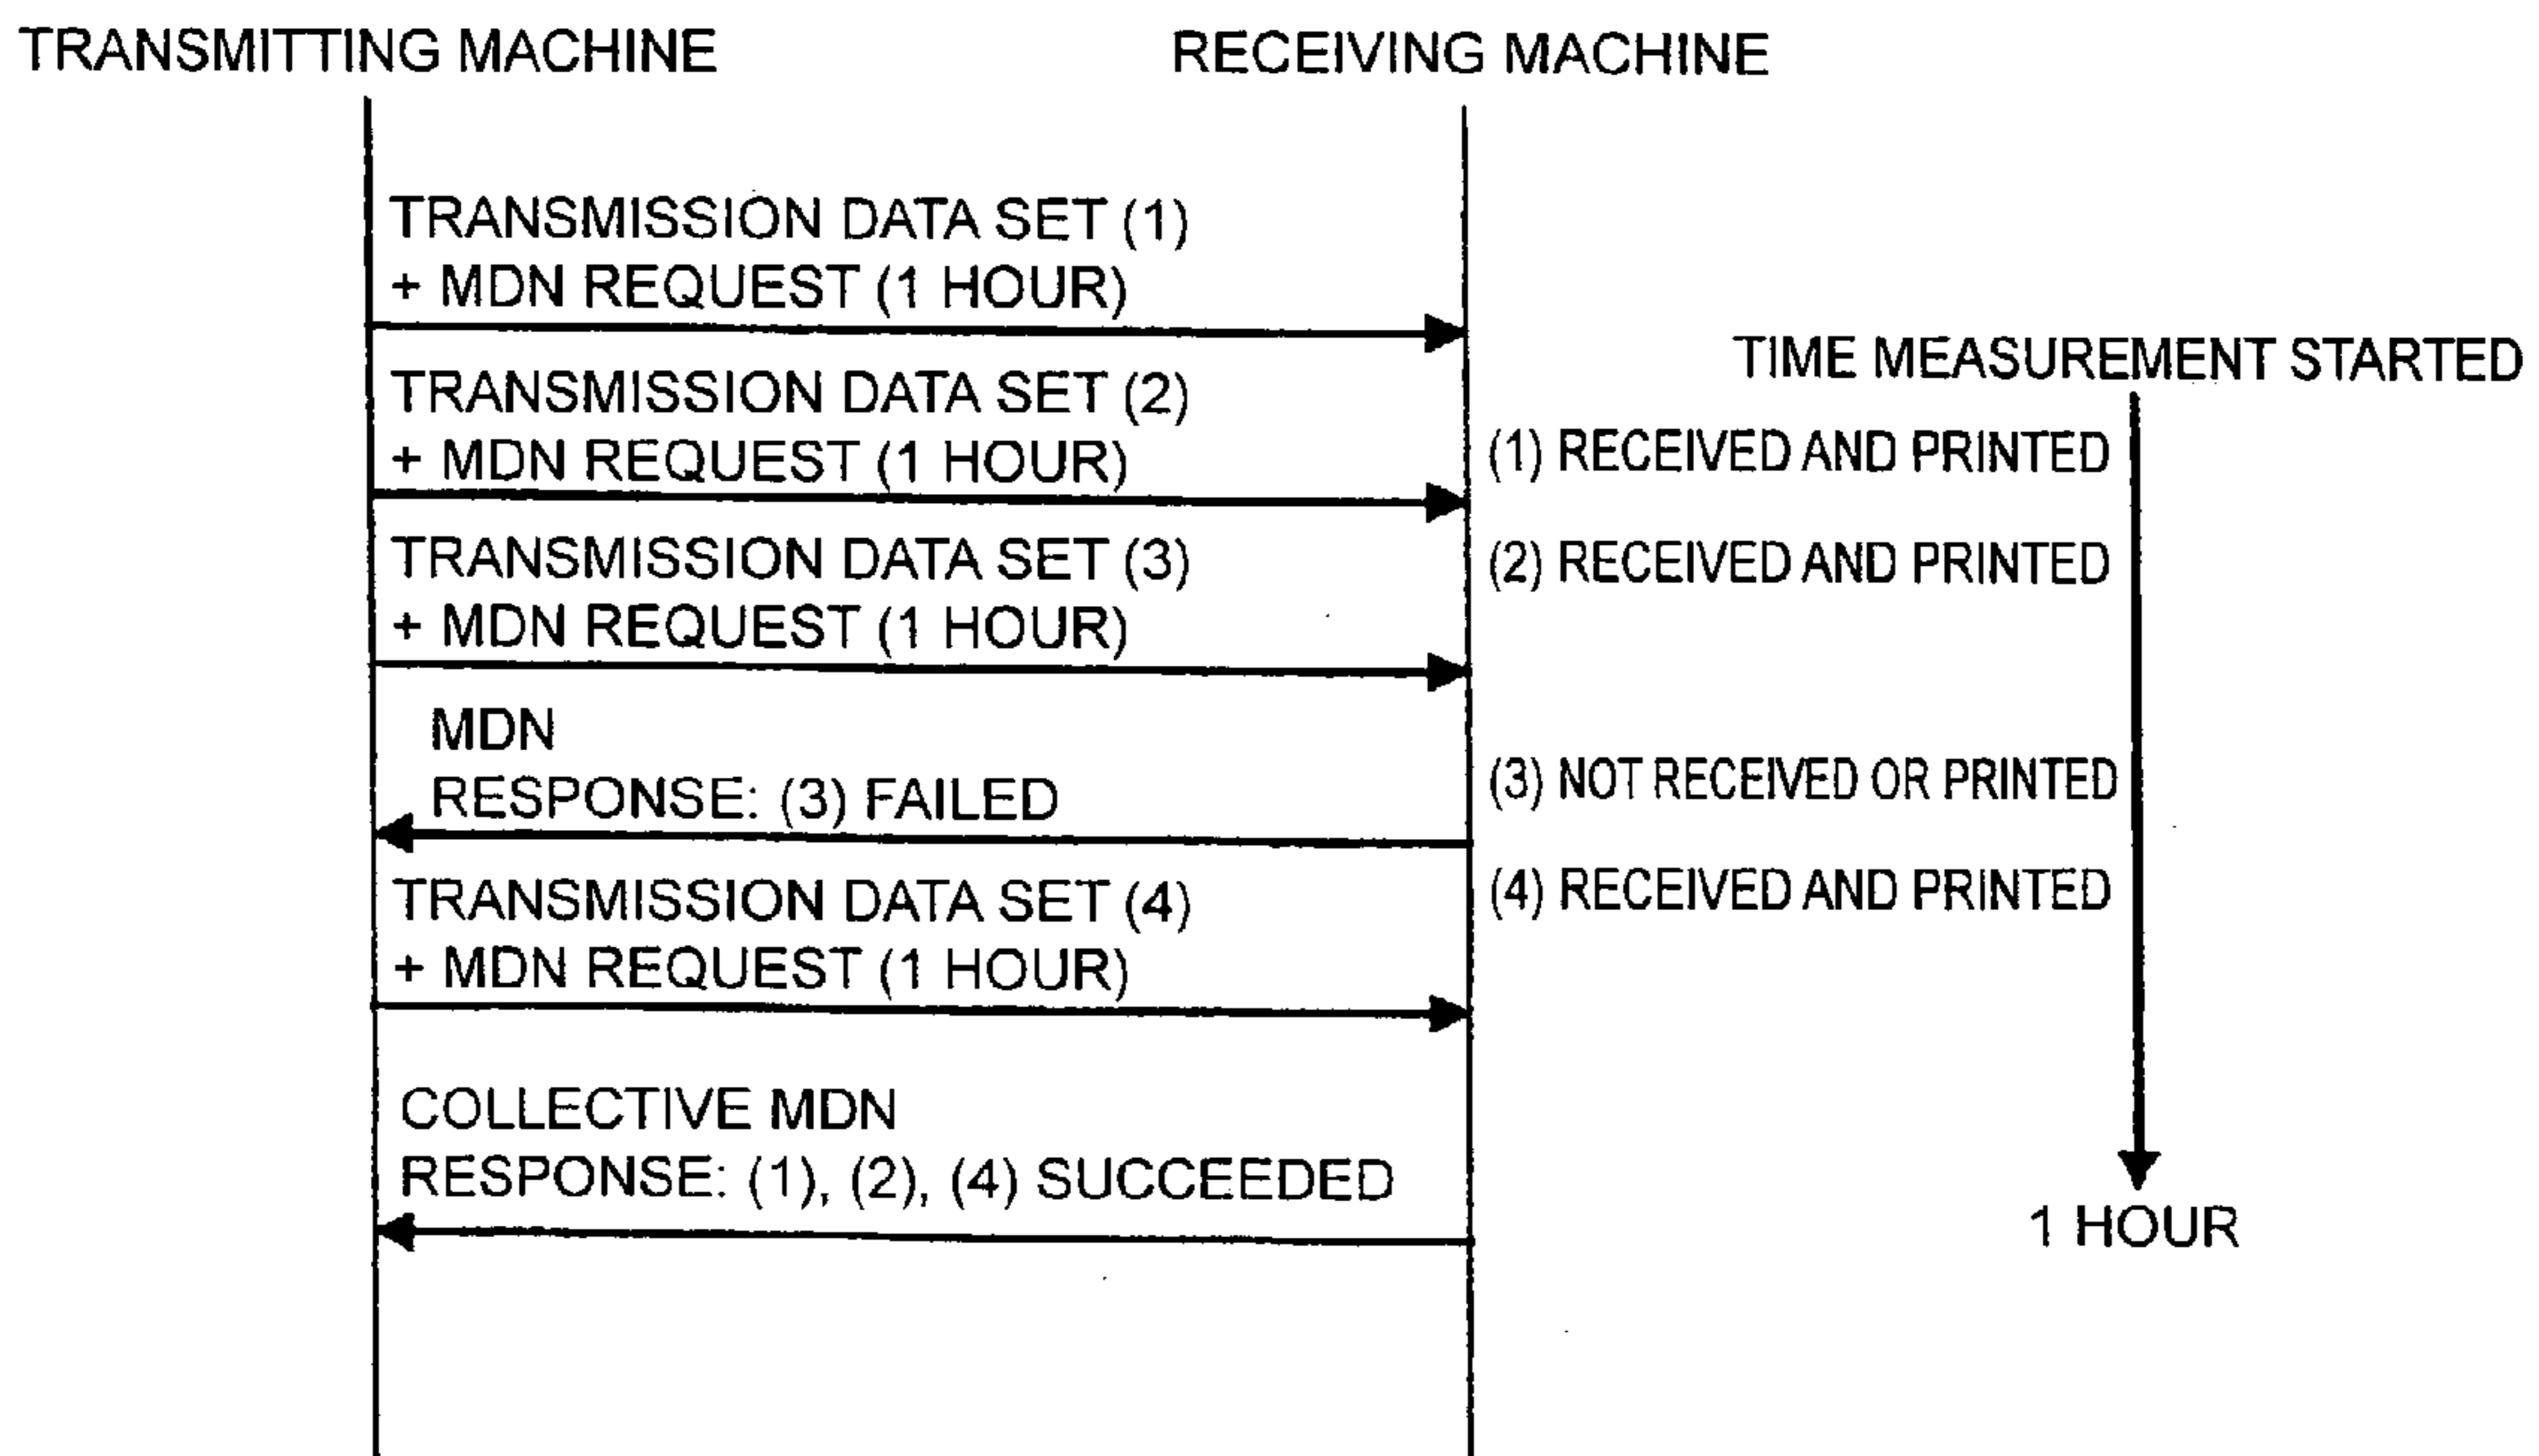 TRANSMITTING MACHINE
RECEIVING MACHINE
TRANSMISSION DATA SET (1)
+ MDN REQUEST (1 HOUR)
TIME MEASUREMENT STARTED
TRANSMISSION DATA SET (2)
+ MDN REQUEST (1 HOUR)
(1) RECEIVED AND PRINTED
TRANSMISSION DATA SET (3)
+ MDN REQUEST (1 HOUR)
(2) RECEIVED AND PRINTED
MDN
RESPONSE: (3) FAILED
(3) NOT RECEIVED OR PRINTED
TRANSMISSION DATA SET (4)
+ MDN REQUEST (1 HOUR)
(4) RECEIVED AND PRINTED
COLLECTIVE MDN
RESPONSE: (1), (2), (4) SUCCEEDED
1 HOUR